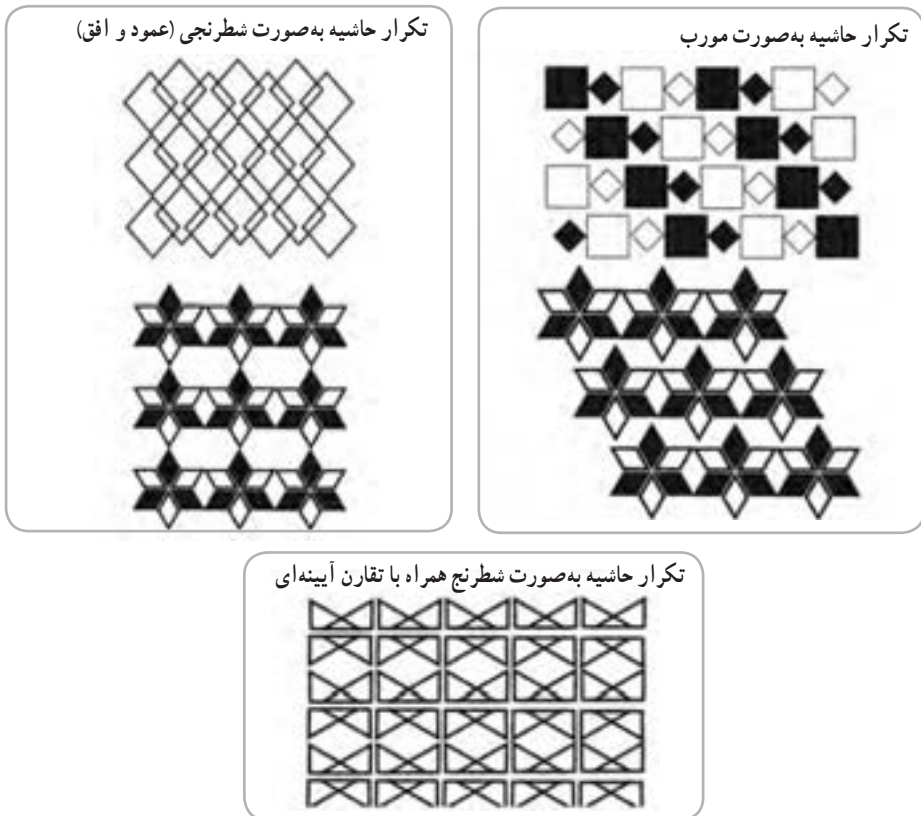 تکرار حاشیه به‌صورت مورب
تکرار حاشیه به‌صورت شطرنجی (عمود و افق)
تکرار حاشیه به‌صورت شطرنج همراه با تقارن آیینه‌ای